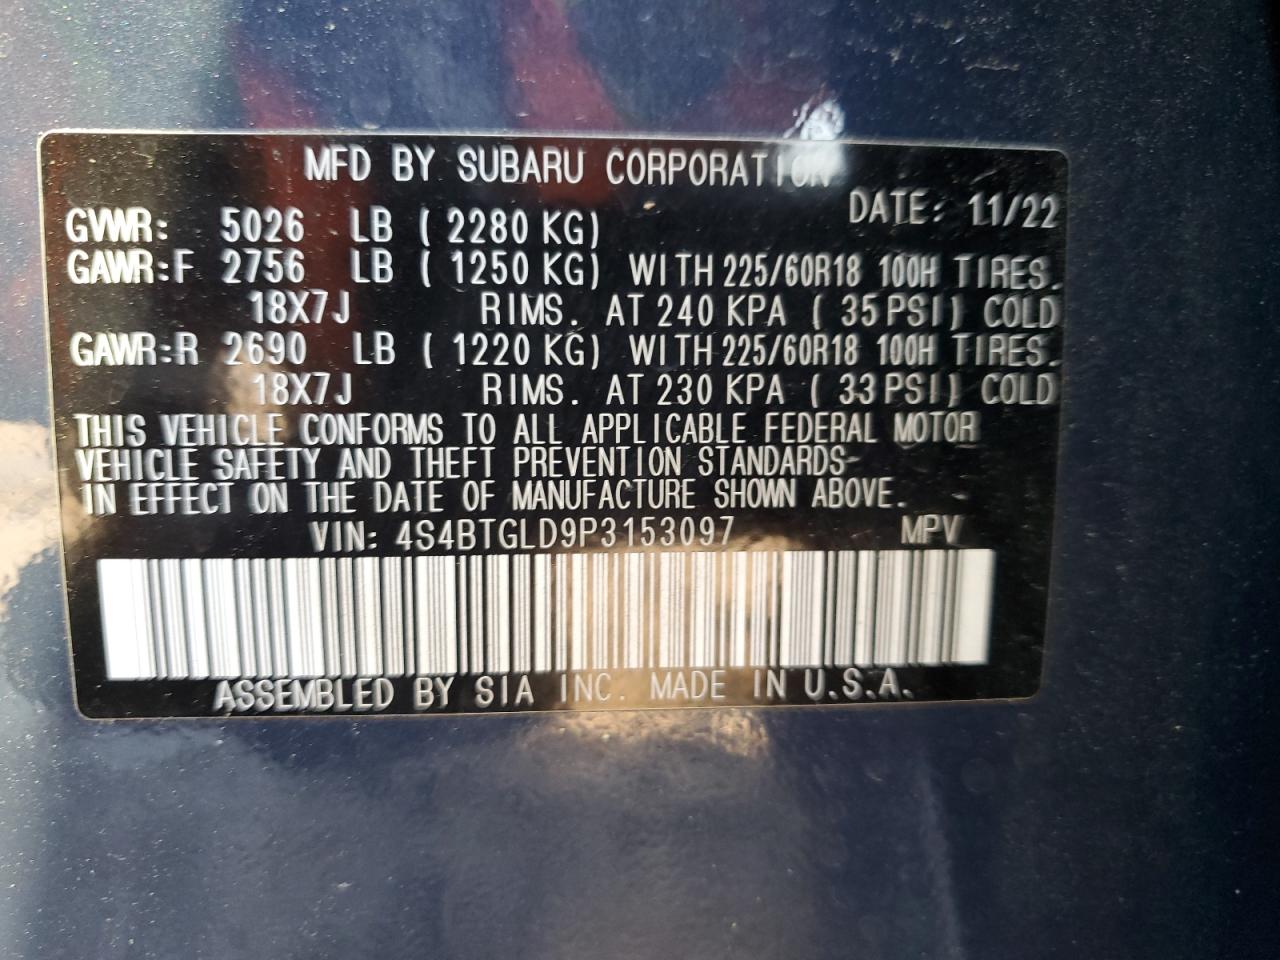 MFD BY SUBARU CORPORATION
DATE: 11/22
GVWR: 5026 LB ( 2280 KG)
GAWR:F 2756 LB ( 1250 KG) WITH 225/60R18 100H TIRES.
18X7J RIMS. AT 240 KPA ( 35 PSI) COLD
GAWR:R 2690 LB ( 1220 KG) WITH 225/60R18 100H TIRES.
18X7J RIMS. AT 230 KPA ( 33 PSI) COLD
THIS VEHICLE CONFORMS TO ALL APPLICABLE FEDERAL MOTOR
VEHICLE SAFETY AND THEFT PREVENTION STANDARDS
IN EFFECT ON THE DATE OF MANUFACTURE SHOWN ABOVE.
VIN: 4S4BTGLD9P3153097 MPV
ASSEMBLED BY SIA INC. MADE IN U.S.A.